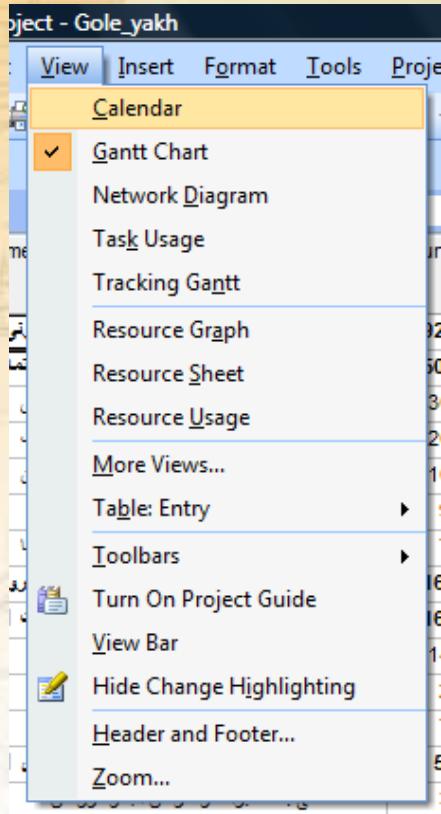 oject - Gole_yakh
View Insert Format Tools Proje
Calendar
Gantt Chart
Network Diagram
Task Usage
Tracking Gantt
Resource Graph
Resource Sheet
Resource Usage
More Views...
Table: Entry
Toolbars
Turn On Project Guide
View Bar
Hide Change Highlighting
Header and Footer...
Zoom...